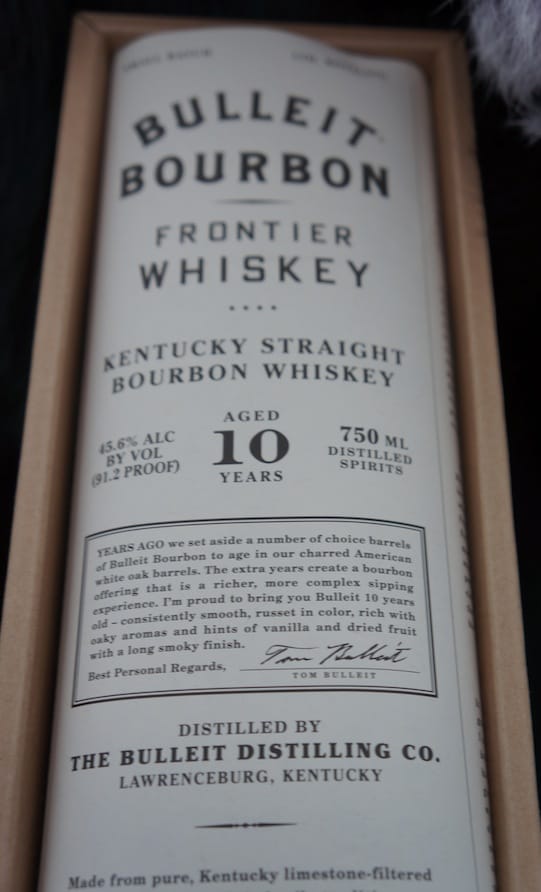 SMALL BATCH
BULLEIT
BOURBON
FRONTIER
WHISKEY
KENTUCKY STRAIGHT
BOURBON WHISKEY
45.6% ALC
BY VOL
(91.2 PROOF)
AGED
10
YEARS
750 ML
DISTILLED
SPIRITS
YEARS AGO we set aside a number of choice barrels
of Bulleit Bourbon to age in our charred American
white oak barrels. The extra years create a bourbon
offering that is a richer, more complex sipping
experience. I'm proud to bring you Bulleit 10 years
old – consistently smooth, russet in color, rich with
oaky aromas and hints of vanilla and dried fruit
with a long smoky finish.
Best Personal Regards,
Tom Bulleit
TOM BULLEIT
DISTILLED BY
THE BULLEIT DISTILLING CO.
LAWRENCEBURG, KENTUCKY
Made from pure, Kentucky limestone-filtered